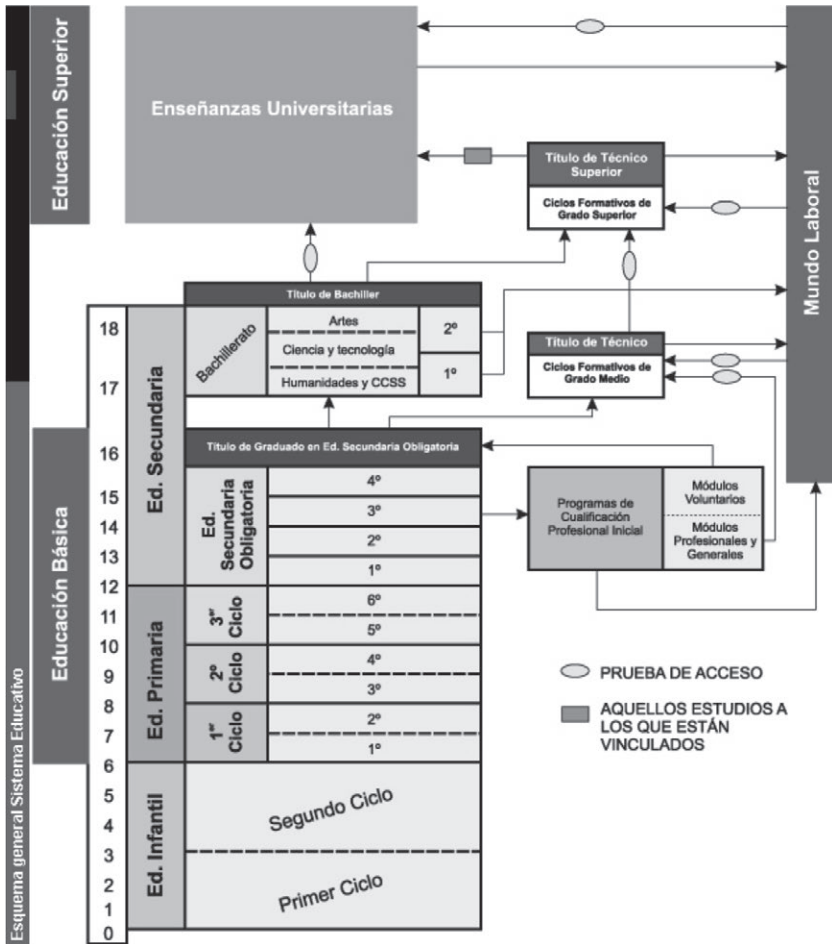 Esquema general Sistema Educativo
Educación Superior
Educación Básica
Enseñanzas Universitarias
Título de Técnico
Superior
Ciclos Formativos de
Grado Superior
Mundo Laboral
Título de Bachiller
Bachillerato
Artes
Ciencia y tecnología
Humanidades y CCSS
2º
1º
Título de Técnico
Ciclos Formativos de
Grado Medio
18
17
16
15
14
13
12
11
10
9
8
7
6
5
4
3
2
1
0
Ed. Secundaria
Título de Graduado en Ed. Secundaria Obligatoria
Ed.
Secundaria
Obligatoria
4º
3º
2º
1º
Programas de
Cualificación
Profesional Inicial
Módulos
Voluntarios
Módulos
Profesionales y
Generales
Ed. Primaria
3er
Ciclo
6º
5º
2º
Ciclo
4º
3º
1er
Ciclo
2º
1º
Ed. Infantil
Segundo Ciclo
Primer Ciclo
PRUEBA DE ACCESO
AQUELLOS ESTUDIOS A
LOS QUE ESTÁN
VINCULADOS